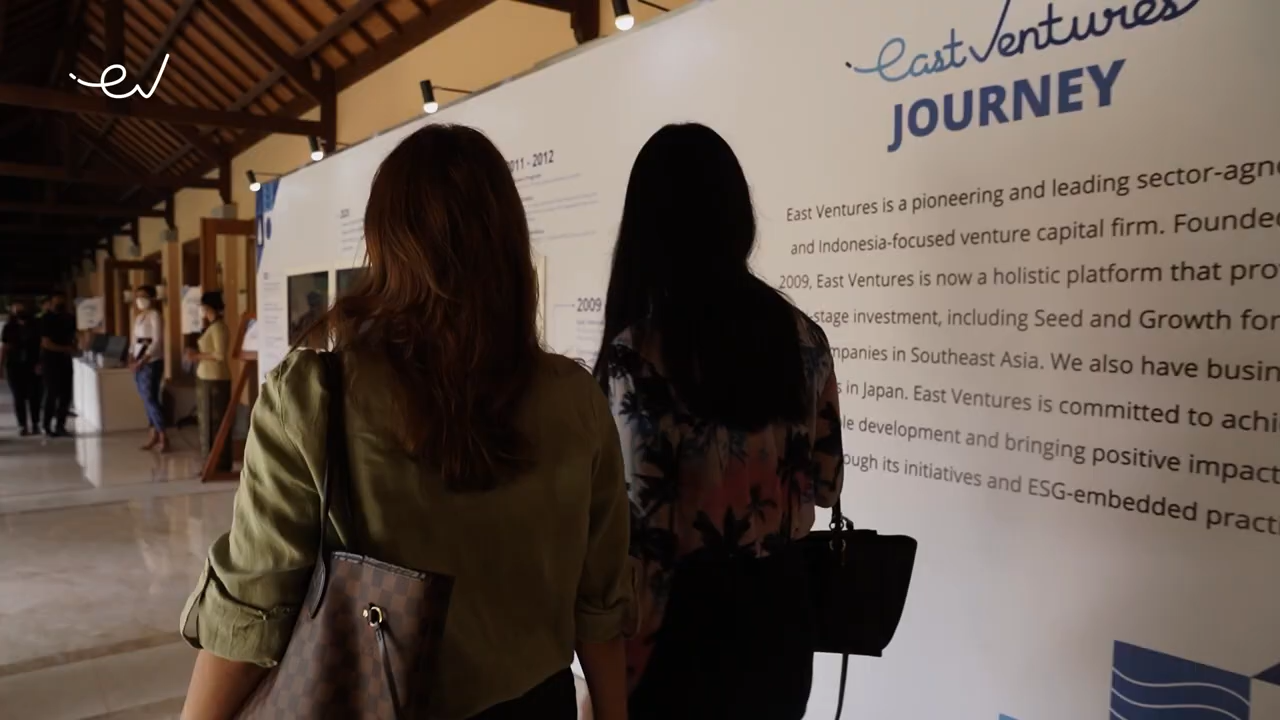 ev
East Ventures
JOURNEY
2011 - 2012
2009
East Ventures is a pioneering and leading sector-agn
and Indonesia-focused venture capital firm. Founded
2009, East Ventures is now a holistic platform that pro
-stage investment, including Seed and Growth for
mpanies in Southeast Asia. We also have busin
s in Japan. East Ventures is committed to achi
le development and bringing positive impact
ough its initiatives and ESG-embedded pract